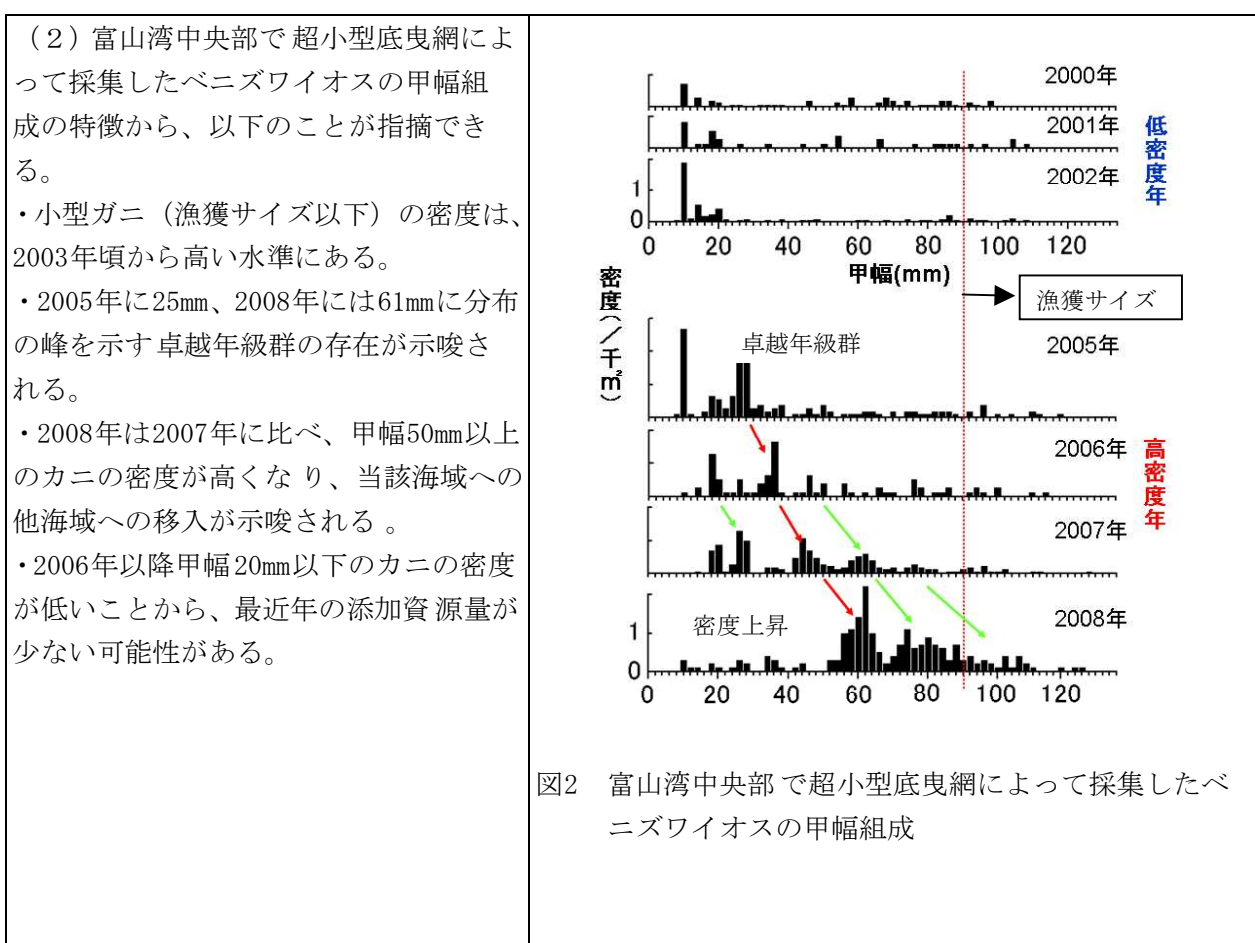 （２）富山湾中央部で 超小型底曳網によ
って採集したベニズワイオスの甲幅組
成の特徴から、以下のことが指摘でき
る。
・小型ガニ（漁獲サイズ以下）の密度は、
2003年頃から高い水準にある。
・2005年に25mm、2008年には61mmに分布
の峰を示す 卓越年級群の存在が示唆さ
れる。
・2008年は2007年に比べ、甲幅50mm以上
のカニの密度が高くな り、当該海域への
他海域への移入が示唆される 。
・2006年以降甲幅20mm以下のカニの密度
が低いことから、最近年の添加資 源量が
少ない可能性がある。
2000年
2001年
2002年
低密度年
1
0
0 20 40 60 80 100 120
甲幅(mm)
漁獲サイズ
密度（／千㎡）
卓越年級群
2005年
2006年
高密度年
2007年
密度上昇
2008年
1
0
0 20 40 60 80 100 120
図2　富山湾中央部 で超小型底曳網によって採集したベ
ニズワイオスの甲幅組成